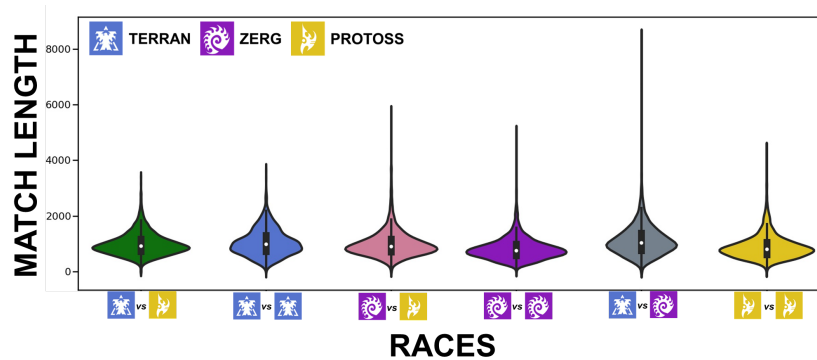 TERRAN ZERG PROTOSS
MATCH LENGTH
8000
6000
4000
2000
0
vs vs vs vs vs vs
RACES